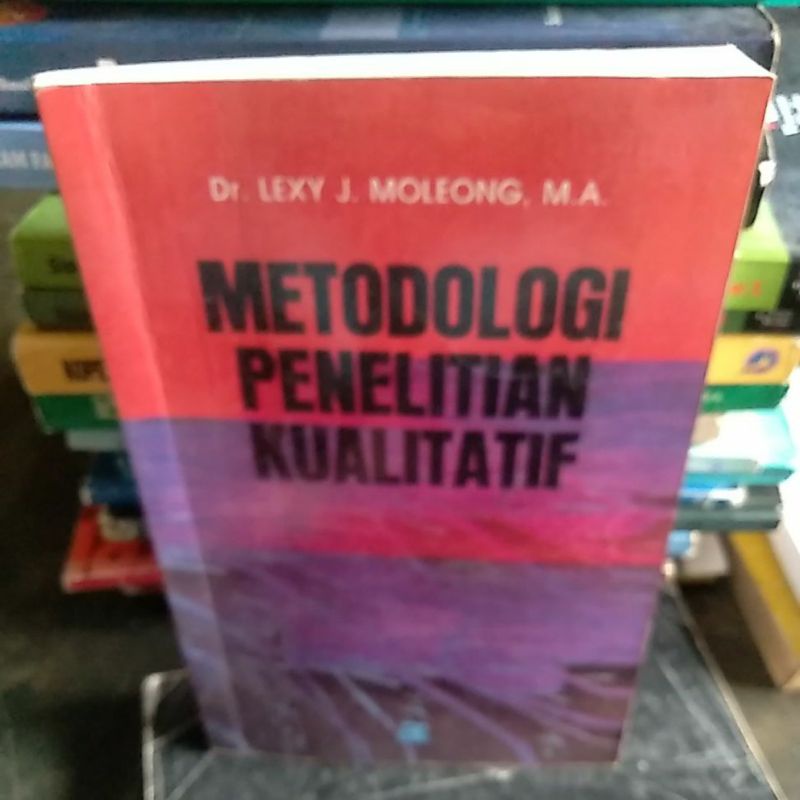 Dr. LEXY J. MOLEONG, M.A.
METODOLOGI
PENELITIAN
KUALITATIF